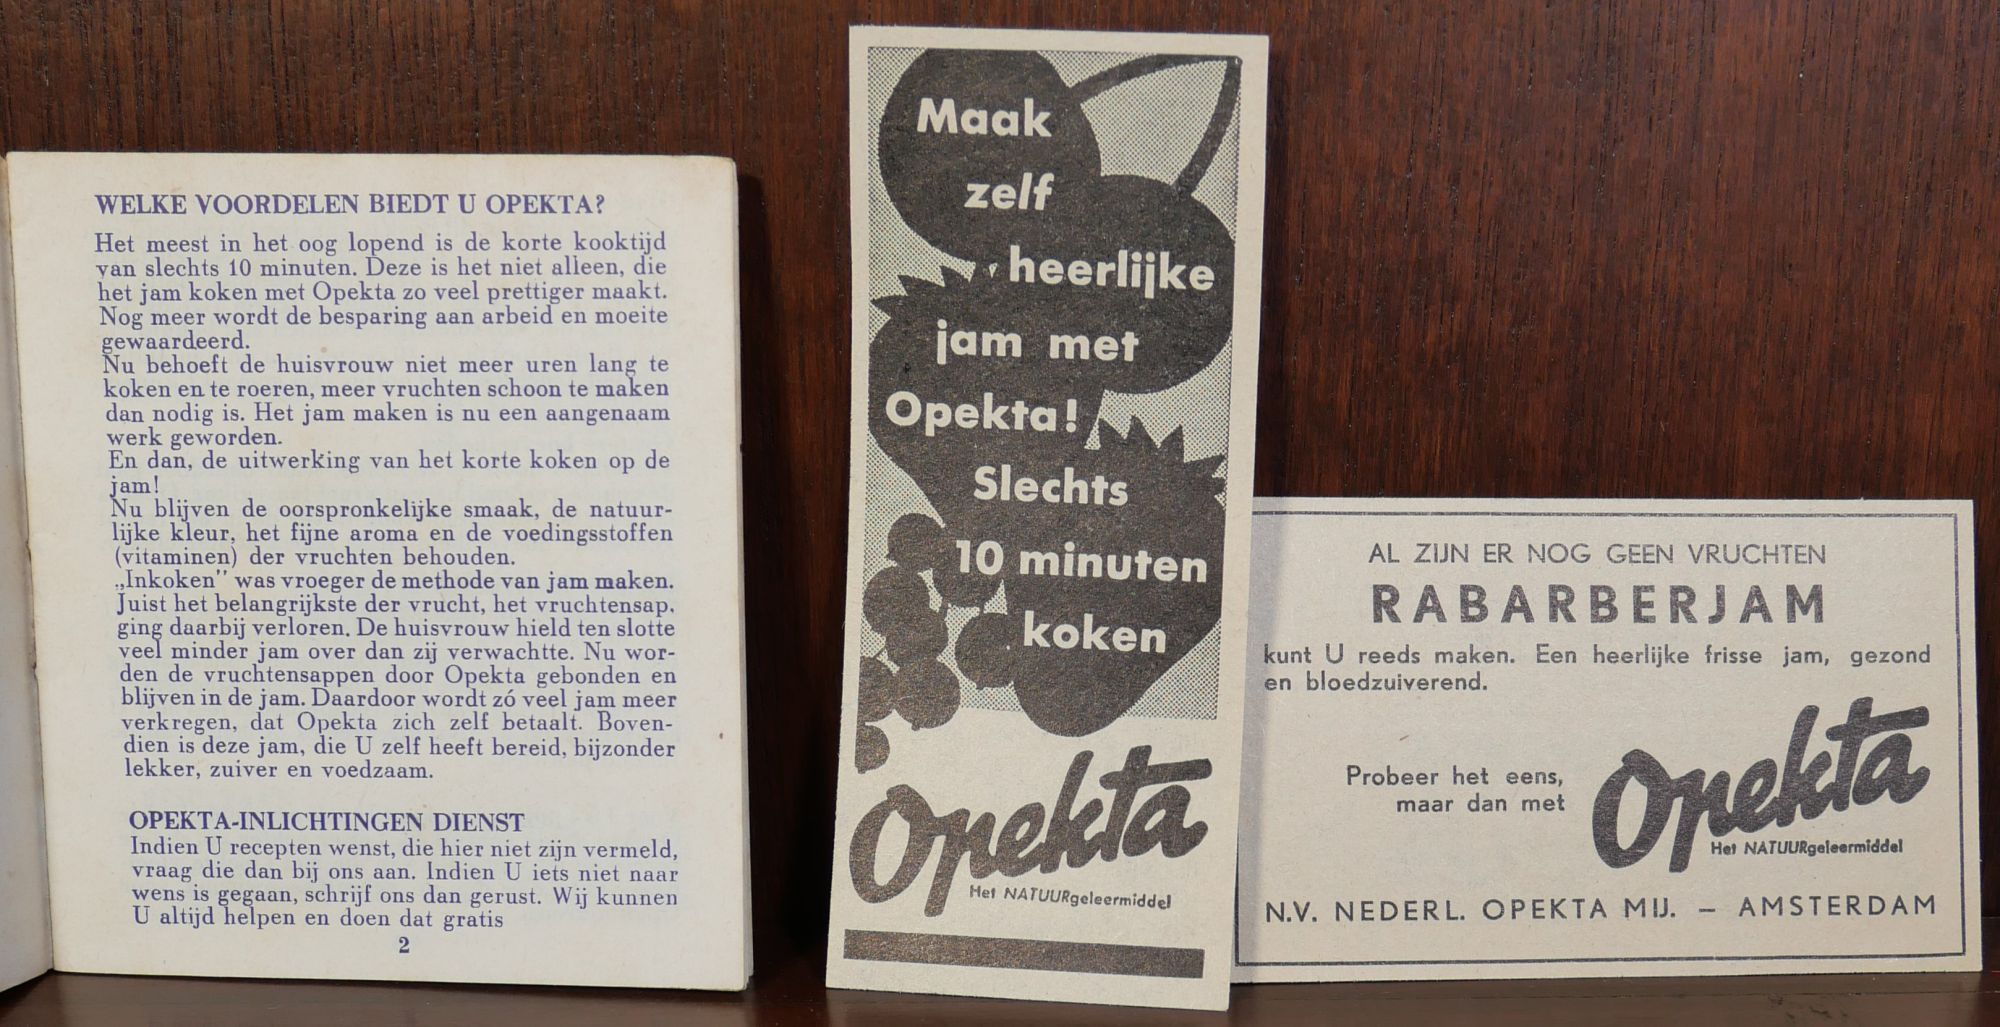 WELKE VOORDELEN BIEDT U OPEKTA?
Het meest in het oog lopend is de korte kooktijd
van slechts 10 minuten. Deze is het niet alleen, die
het jam koken met Opekta zo veel prettiger maakt.
Nog meer wordt de besparing aan arbeid en moeite
gewaardeerd.
Nu behoeft de huisvrouw niet meer uren lang te
koken en te roeren, meer vruchten schoon te maken
dan nodig is. Het jam maken is nu een aangenaam
werk geworden.
En dan, de uitwerking van het korte koken op de
jam!
Nu blijven de oorspronkelijke smaak, de natuur-
lijke kleur, het fijne aroma en de voedingsstoffen
(vitaminen) der vruchten behouden.
„Inkoken" was vroeger de methode van jam maken.
Juist het belangrijkste der vrucht, het vruchtensap,
ging daarbij verloren. De huisvrouw hield ten slotte
veel minder jam over dan zij verwachtte. Nu wor-
den de vruchtensappen door Opekta gebonden en
blijven in de jam. Daardoor wordt zó veel jam meer
verkregen, dat Opekta zich zelf betaalt. Boven-
dien is deze jam, die U zelf heeft bereid, bijzonder
lekker, zuiver en voedzaam.
OPEKTA-INLICHTINGEN DIENST
Indien U recepten wenst, die hier niet zijn vermeld,
vraag die dan bij ons aan. Indien U iets niet naar
wens is gegaan, schrijf ons dan gerust. Wij kunnen
U altijd helpen en doen dat gratis
2
Maak
zelf
heerlijke
jam met
Opekta!
Slechts
10 minuten
koken
Opekta
Het NATUURgeleermiddel
AL ZIJN ER NOG GEEN VRUCHTEN
RABARBERJAM
kunt U reeds maken. Een heerlijke frisse jam, gezond
en bloedzuiverend.
Probeer het eens,
maar dan met
Opekta
Het NATUURgeleermiddel
N.V. NEDERL. OPEKTA MIJ. – AMSTERDAM